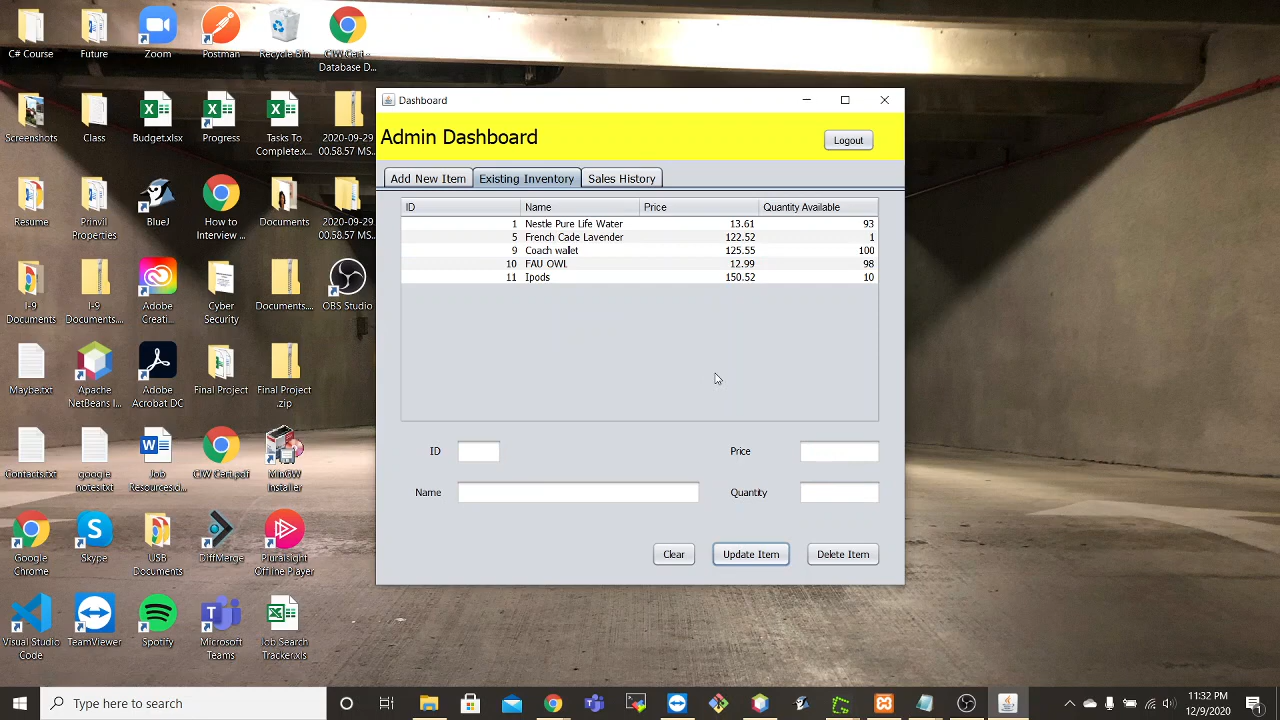 C# Course
Future
Zoom
Postman
Recycle Bin
CIW Cert
Database D...
Screenshots
Class
Budget.xlsx
Progress
Tasks To
Complete.x...
2020-09-29
00.58.57 MS...
Resume
Prinvil
Properties
BlueJ
How to
Interview ...
Documents
2020-09-29
00.58.57 MS...
I-9
Documents
I-9
Documents....
Adobe
Creati...
Cyber
Security
Documents....
OBS Studio
Maybe.txt
Apache
NetBeans I...
Adobe
Acrobat DC
Final Project
Final Project
.zip
Contacts.txt
google
notes.txt
Job
Resources.d...
CIW Cert.pdf
MinGW
Installer
Google
Chrome
Skype
USB
Documents
DiffMerge
Pluralsight
Offline Player
Visual Studio
Code
TeamViewer
Spotify
Microsoft
Teams
Job Search
Tracker.xls
Dashboard
Admin Dashboard
Logout
Add New Item
Existing Inventory
Sales History
ID Name Price Quantity Available
1 Nestle Pure Life Water 13.61 93
5 French Cade Lavender 122.52 1
9 Coach walet 125.55 100
10 FAU OWL 12.99 98
11 Ipods 150.52 10
ID
Price
Name
Quantity
Clear
Update Item
Delete Item
Type here to search
11:32 PM
12/9/2020